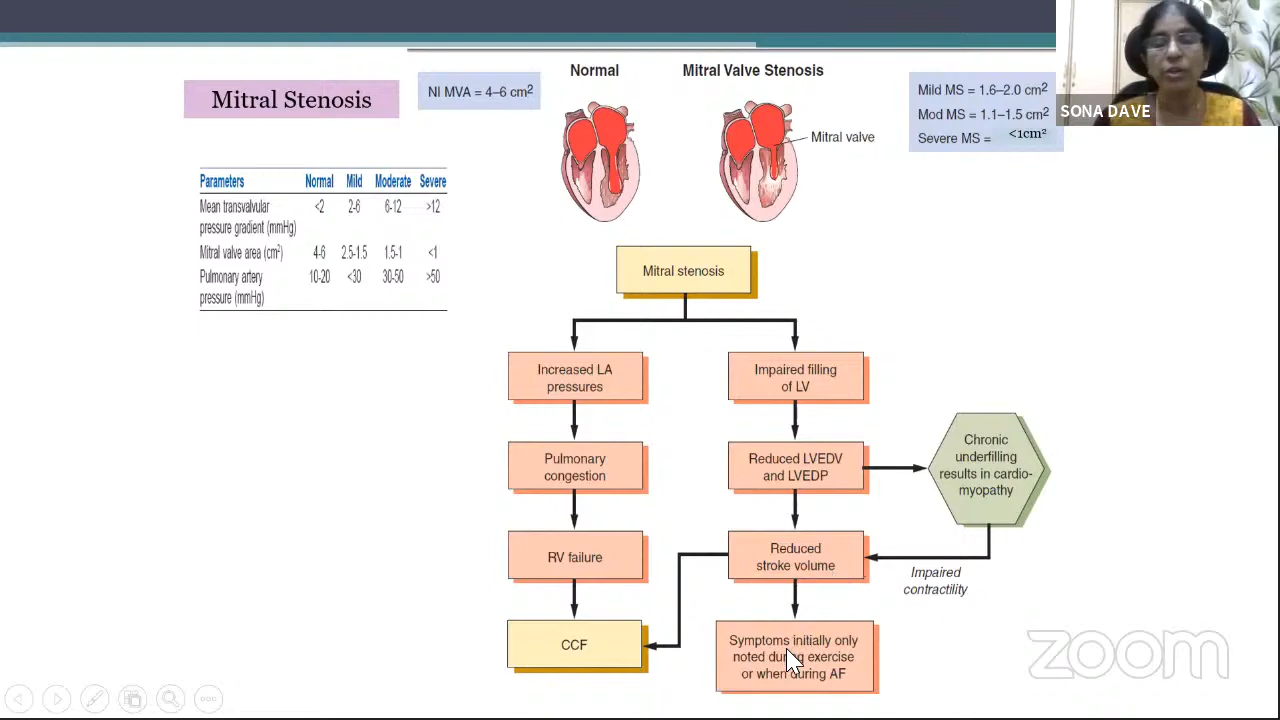 Mitral Stenosis
Nl MVA = 4–6 cm²
Normal
Mitral Valve Stenosis
Mitral valve
Mild MS = 1.6–2.0 cm²
Mod MS = 1.1–1.5 cm²
Severe MS = <1cm²
SONA DAVE
Parameters Normal Mild Moderate Severe
Mean transvalvular
pressure gradient (mmHg) <2 2-6 6-12 >12
Mitral valve area (cm²) 4-6 2.5-1.5 1.5-1 <1
Pulmonary artery
pressure (mmHg) 10-20 <30 30-50 >50
Mitral stenosis
Increased LA
pressures
Impaired filling
of LV
Pulmonary
congestion
Reduced LVEDV
and LVEDP
Chronic
underfilling
results in cardio-
myopathy
RV failure
Reduced
stroke volume
Impaired
contractility
CCF
Symptoms initially only
noted during exercise
or when during AF
zoom